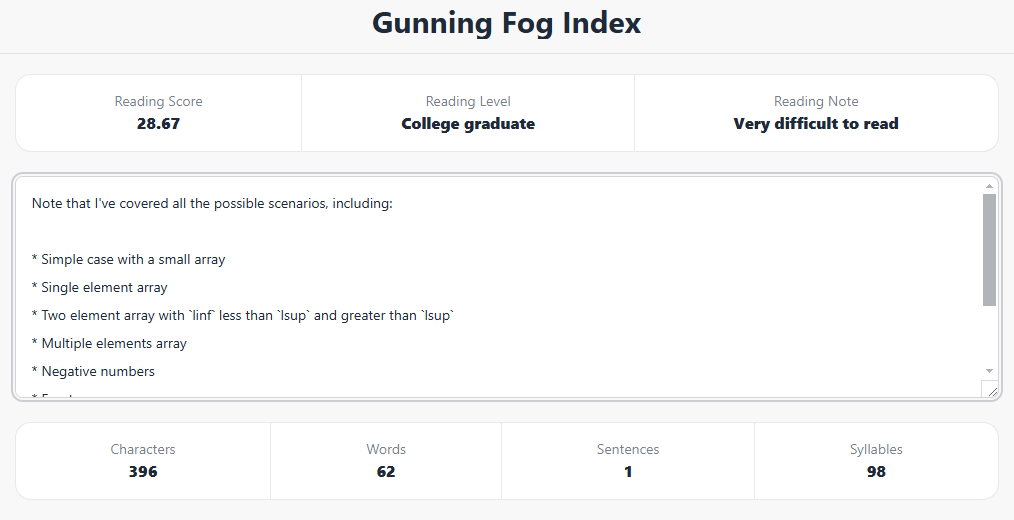 Gunning Fog Index
Reading Score
28.67
Reading Level
College graduate
Reading Note
Very difficult to read
Note that I've covered all the possible scenarios, including:
* Simple case with a small array
* Single element array
* Two element array with `linf` less than `lsup` and greater than `lsup`
* Multiple elements array
* Negative numbers
Characters
396
Words
62
Sentences
1
Syllables
98